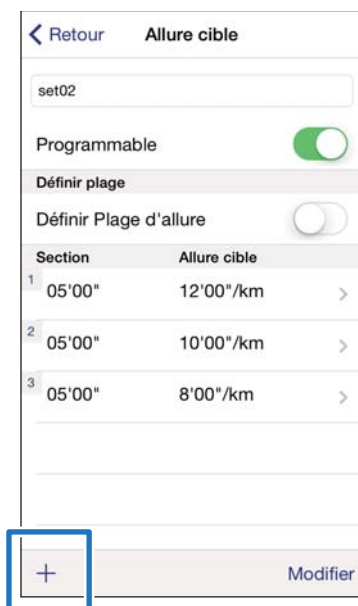 Retour Allure cible
set02
Programmable
Définir plage
Définir Plage d'allure
Section Allure cible
1 05'00" 12'00"/km
2 05'00" 10'00"/km
3 05'00" 8'00"/km
+ Modifier